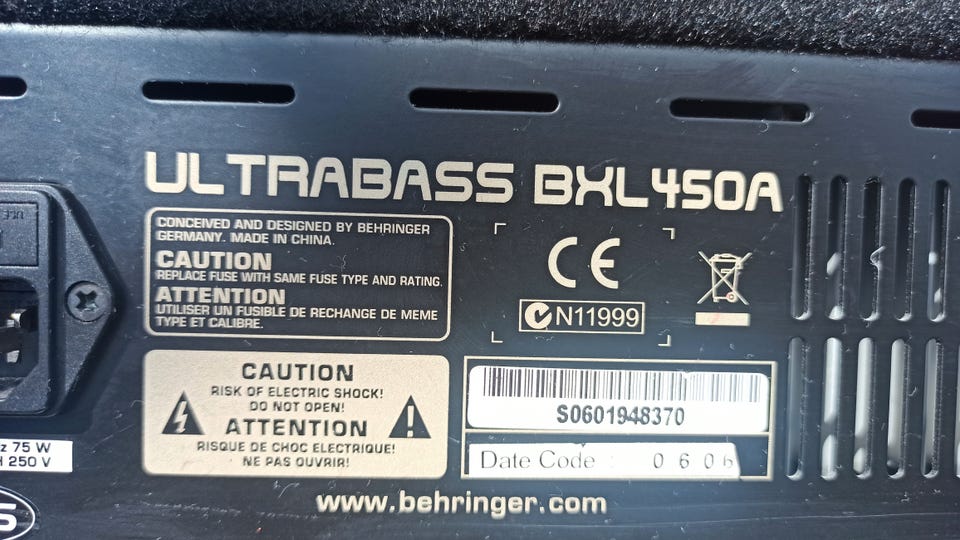 ULTRABASS BXL450A
CONCEIVED AND DESIGNED BY BEHRINGER
GERMANY. MADE IN CHINA.
CAUTION
REPLACE FUSE WITH SAME FUSE TYPE AND RATING.
ATTENTION
UTILISER UN FUSIBLE DE RECHANGE DE MEME
TYPE ET CALIBRE.
CE
N11999
CAUTION
RISK OF ELECTRIC SHOCK!
DO NOT OPEN!
ATTENTION
RISQUE DE CHOC ELECTRIQUE!
NE PAS OUVRIR!
S0601948370
Date Code : 0606
z 75 W
H 250 V
S
www.behringer.com